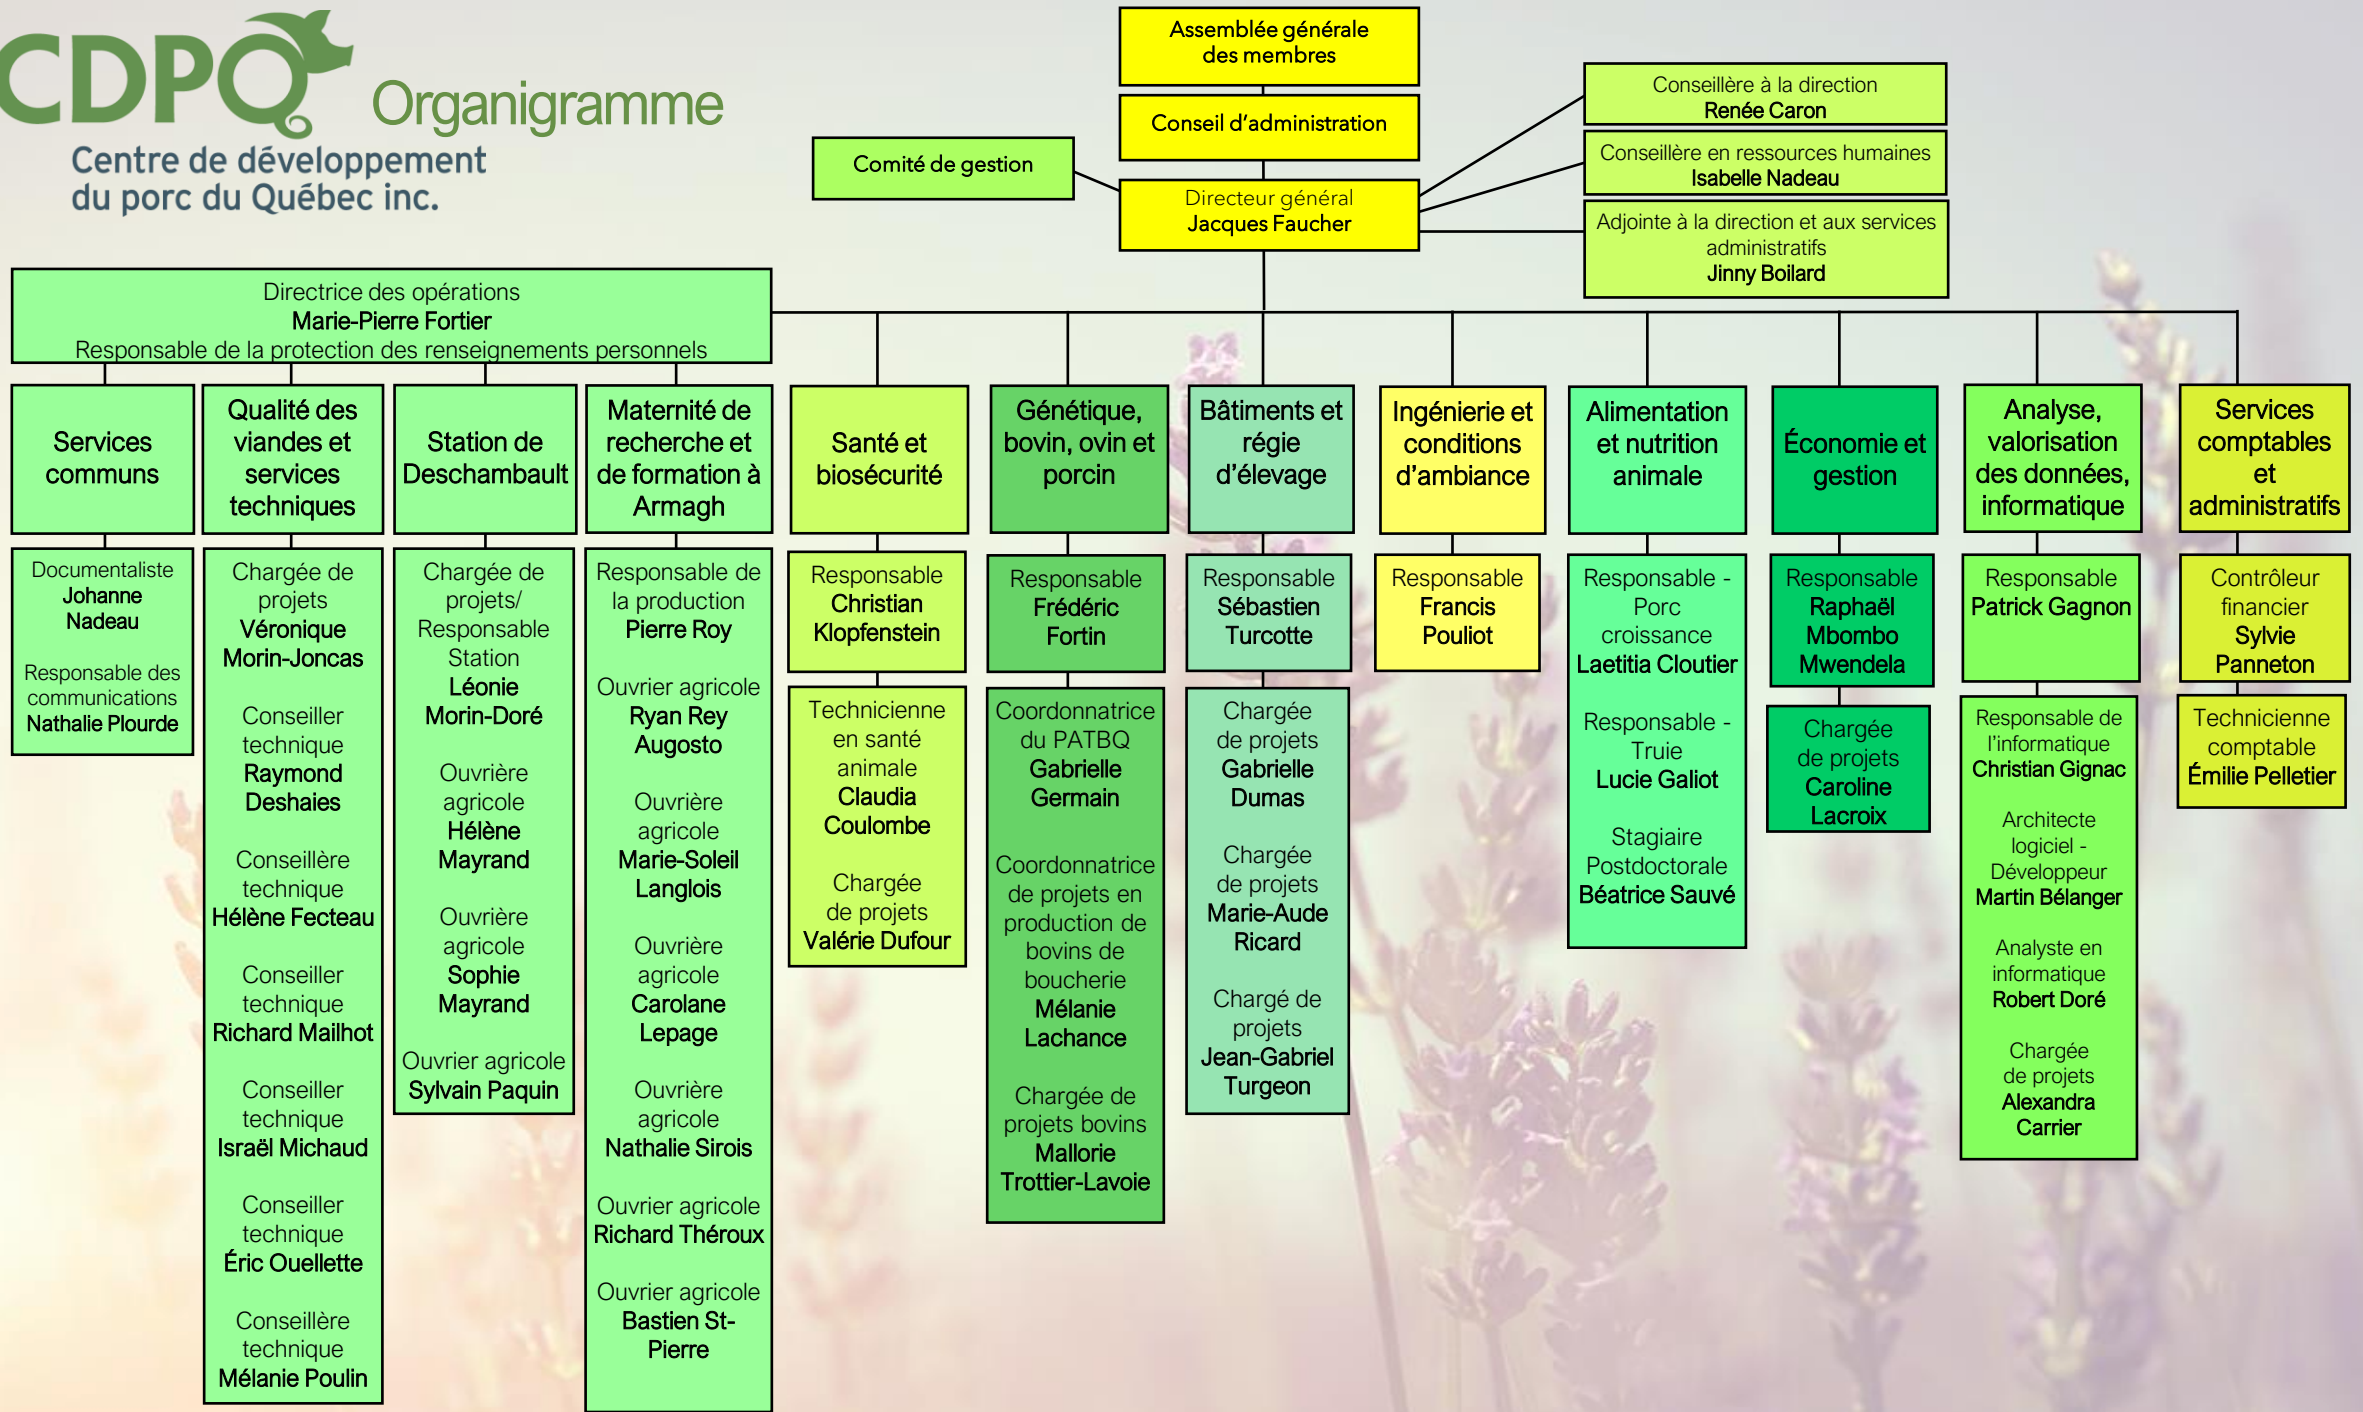 CDPQ
Organigramme
Centre de développement
du porc du Québec inc.
Assemblée générale
des membres
Conseil d'administration
Comité de gestion
Directeur général
Jacques Faucher
Conseillère à la direction
Renée Caron
Conseillère en ressources humaines
Isabelle Nadeau
Adjointe à la direction et aux services
administratifs
Jinny Boilard
Directrice des opérations
Marie-Pierre Fortier
Responsable de la protection des renseignements personnels
Services
communs
Documentaliste
Johanne
Nadeau
Responsable des
communications
Nathalie Plourde
Qualité des
viandes et
services
techniques
Chargée de
projets
Véronique
Morin-Joncas
Conseiller
technique
Raymond
Deshaies
Conseillère
technique
Hélène Fecteau
Conseiller
technique
Richard Mailhot
Conseiller
technique
Israël Michaud
Conseiller
technique
Éric Ouellette
Conseillère
technique
Mélanie Poulin
Station de
Deschambault
Chargée de
projets/
Responsable
Station
Léonie
Morin-Doré
Ouvrière
agricole
Hélène
Mayrand
Ouvrière
agricole
Sophie
Mayrand
Ouvrier agricole
Sylvain Paquin
Maternité de
recherche et
de formation à
Armagh
Responsable de
la production
Pierre Roy
Ouvrier agricole
Ryan Rey
Augosto
Ouvrière
agricole
Marie-Soleil
Langlois
Ouvrière
agricole
Carolane
Lepage
Ouvrière
agricole
Nathalie Sirois
Ouvrier agricole
Richard Théroux
Ouvrier agricole
Bastien St-
Pierre
Santé et
biosécurité
Responsable
Christian
Klopfenstein
Technicienne
en santé
animale
Claudia
Coulombe
Chargée
de projets
Valérie Dufour
Génétique,
bovin, ovin et
porcin
Responsable
Frédéric
Fortin
Coordonnatrice
du PATBQ
Gabrielle
Germain
Coordonnatrice
de projets en
production de
bovins de
boucherie
Mélanie
Lachance
Chargée de
projets bovins
Mallorie
Trottier-Lavoie
Bâtiments et
régie
d'élevage
Responsable
Sébastien
Turcotte
Chargée
de projets
Gabrielle
Dumas
Chargée
de projets
Marie-Aude
Ricard
Chargé de
projets
Jean-Gabriel
Turgeon
Ingénierie et
conditions
d'ambiance
Responsable
Francis
Pouliot
Alimentation
et nutrition
animale
Responsable -
Porc
croissance
Laetitia Cloutier
Responsable -
Truie
Lucie Galiot
Stagiaire
Postdoctorale
Béatrice Sauvé
Économie et
gestion
Responsable
Raphaël
Mbombo
Mwendela
Chargée
de projets
Caroline
Lacroix
Analyse,
valorisation
des données,
informatique
Responsable
Patrick Gagnon
Responsable de
l'informatique
Christian Gignac
Architecte
logiciel -
Développeur
Martin Bélanger
Analyste en
informatique
Robert Doré
Chargée
de projets
Alexandra
Carrier
Services
comptables
et
administratifs
Contrôleur
financier
Sylvie
Panneton
Technicienne
comptable
Émilie Pelletier